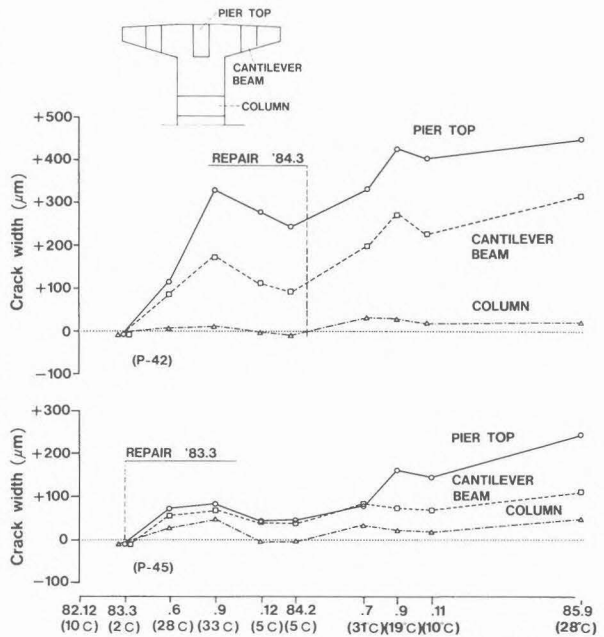 PIER TOP
CANTILEVER
BEAM
COLUMN
+500
+400
+300
+200
+100
0
−100
Crack width (μm)
REPAIR '84.3
PIER TOP
CANTILEVER
BEAM
COLUMN
(P-42)
+300
+200
+100
0
−100
Crack width (μm)
REPAIR '83.3
PIER TOP
CANTILEVER
BEAM
COLUMN
(P-45)
82.12 83.3 .6 .9 .12 84.2 .7 .9 .11 85.9
(10 C) (2 C) (28 C) (33 C) (5 C) (5 C) (31 C) (19 C) (10°C) (28°C)